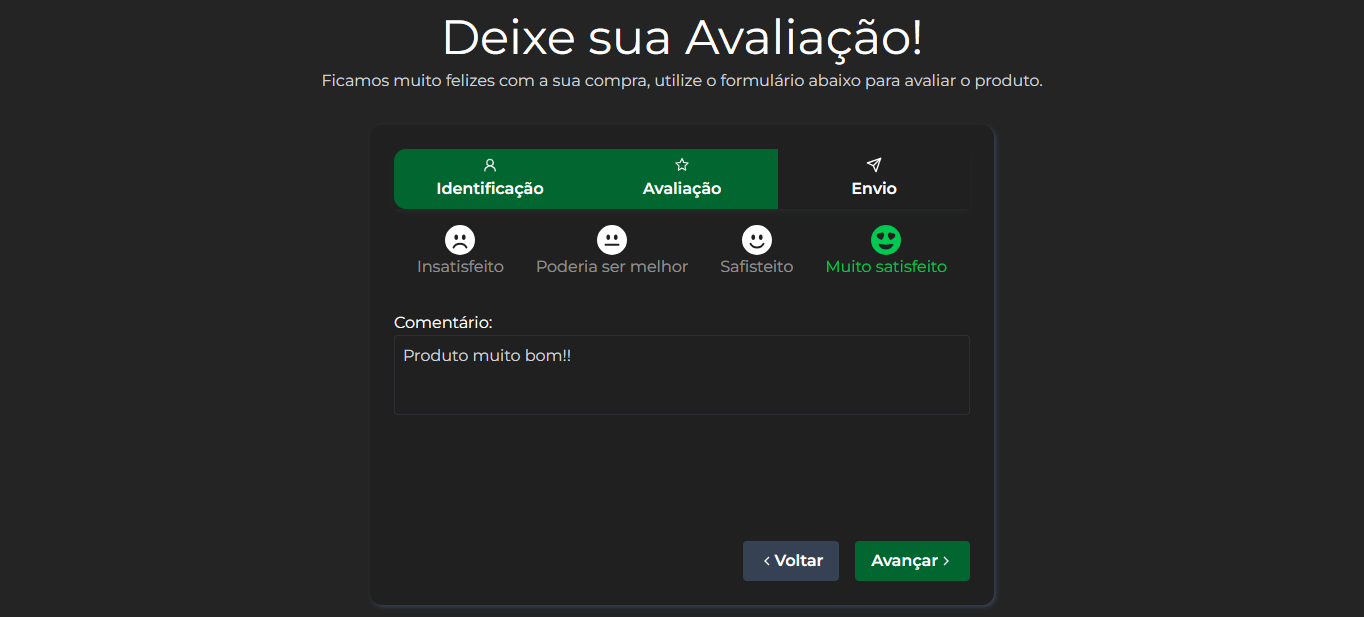 Deixe sua Avaliação!
Ficamos muito felizes com a sua compra, utilize o formulário abaixo para avaliar o produto.
Identificação Avaliação Envio
Insatisfeito Poderia ser melhor Safisteito Muito satisfeito
Comentário:
Produto muito bom!!
‹ Voltar Avançar ›